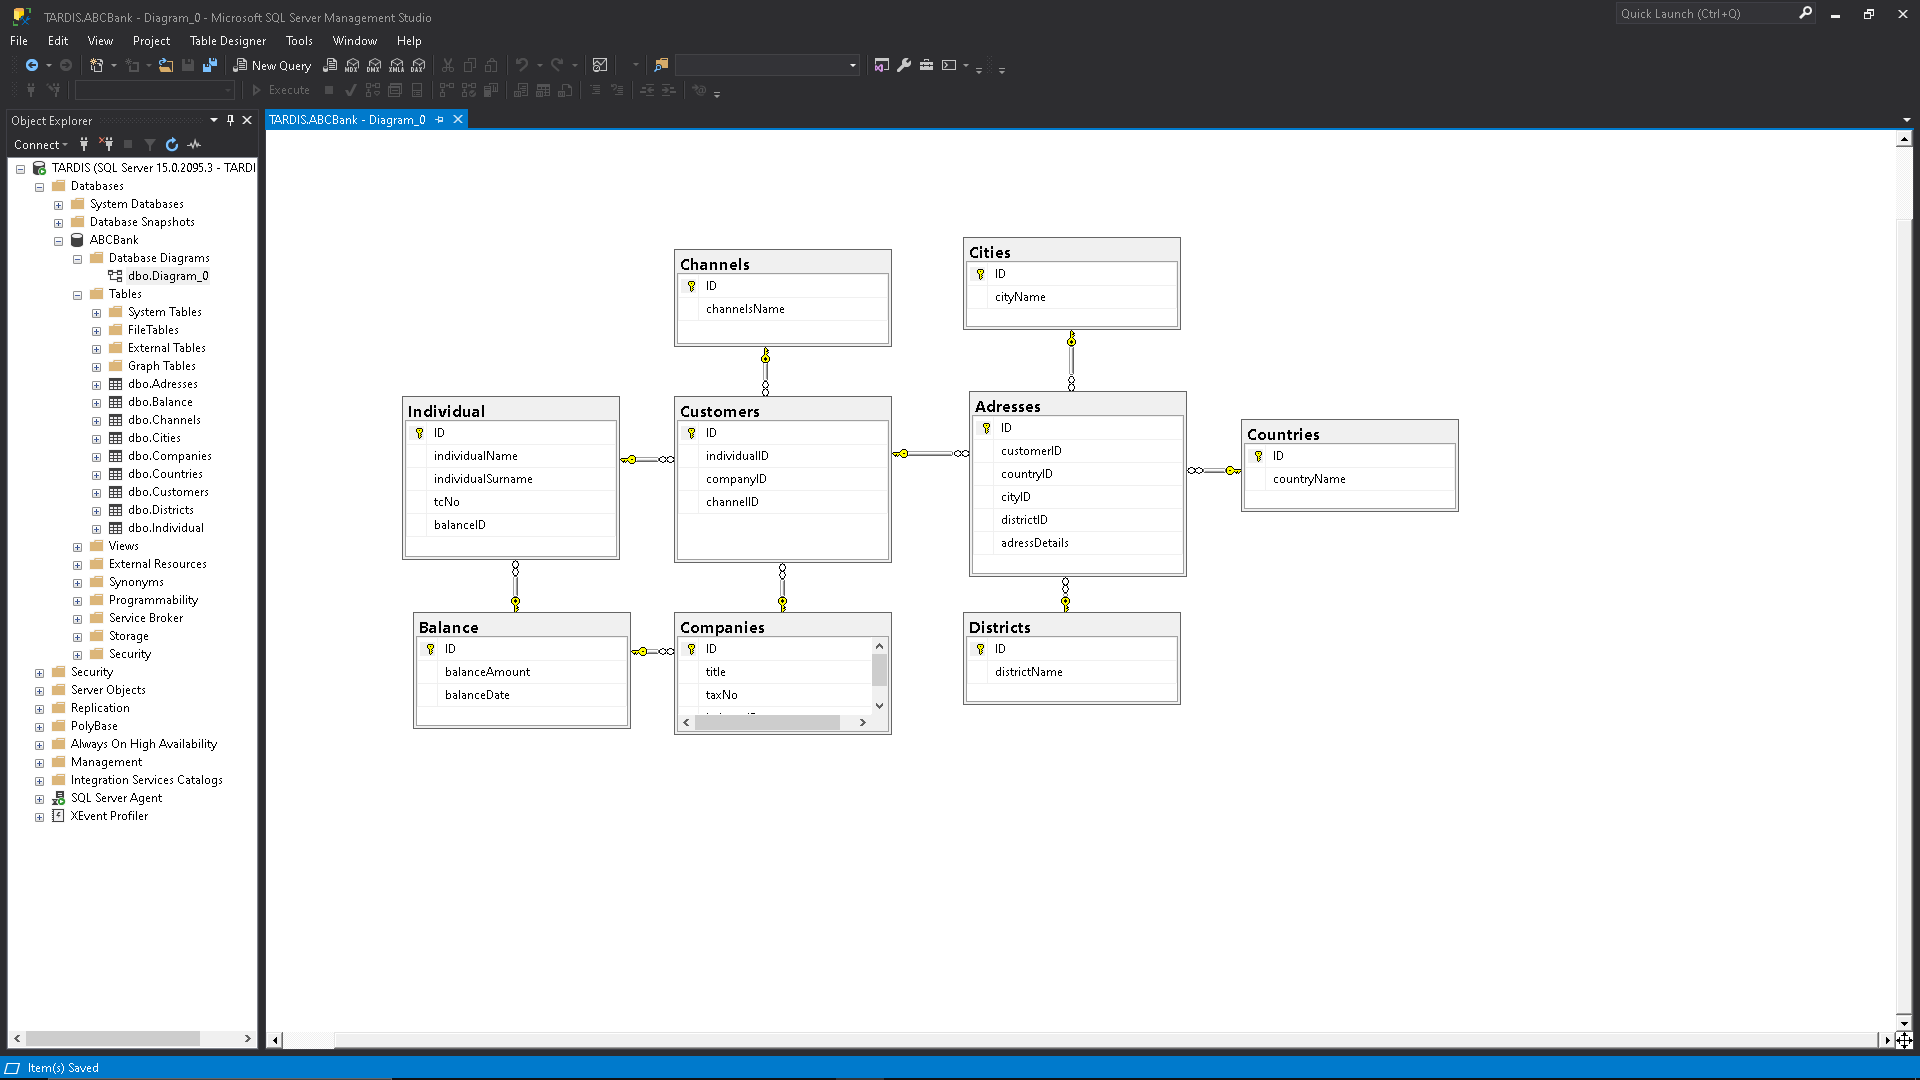 TARDIS.ABCBank - Diagram_0 - Microsoft SQL Server Management Studio
Quick Launch (Ctrl+Q)
File Edit View Project Table Designer Tools Window Help
New Query MDX DMX XMLA DAX
Execute
Object Explorer
TARDIS.ABCBank - Diagram_0
Connect
TARDIS (SQL Server 15.0.2095.3 - TARDI
Databases
System Databases
Database Snapshots
ABCBank
Database Diagrams
dbo.Diagram_0
Tables
System Tables
FileTables
External Tables
Graph Tables
dbo.Adresses
dbo.Balance
dbo.Channels
dbo.Cities
dbo.Companies
dbo.Countries
dbo.Customers
dbo.Districts
dbo.Individual
Views
External Resources
Synonyms
Programmability
Service Broker
Storage
Security
Security
Server Objects
Replication
PolyBase
Always On High Availability
Management
Integration Services Catalogs
SQL Server Agent
XEvent Profiler
Channels
ID
channelsName
Cities
ID
cityName
Individual
ID
individualName
individualSurname
tcNo
balanceID
Customers
ID
individualID
companyID
channelID
Adresses
ID
customerID
countryID
cityID
districtID
adressDetails
Countries
ID
countryName
Balance
ID
balanceAmount
balanceDate
Companies
ID
title
taxNo
Districts
ID
districtName
Item(s) Saved